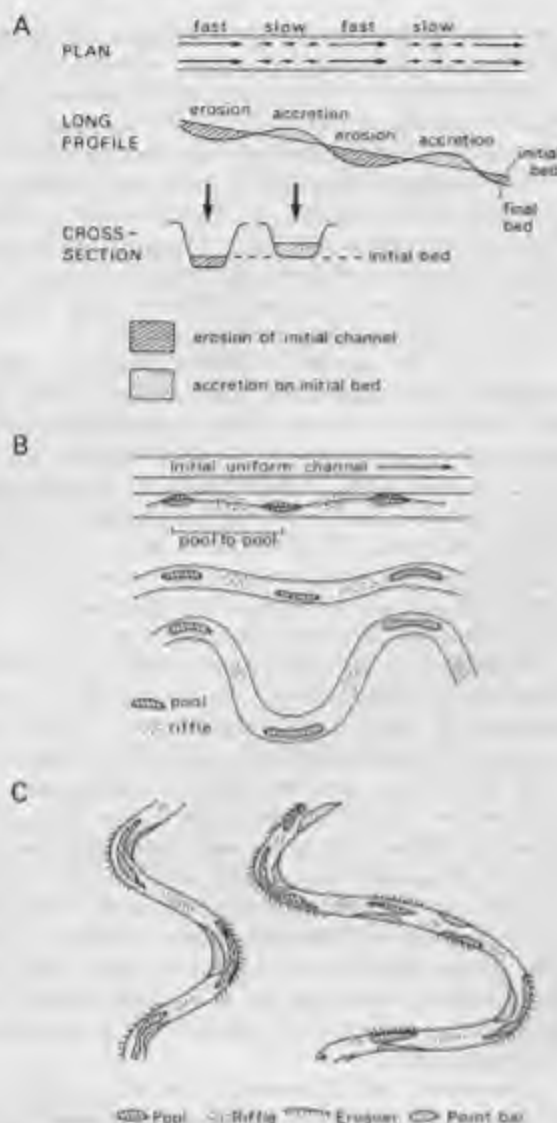 A
fast slow fast slow
PLAN
erosion accretion
LONG
PROFILE
erosion accretion
initial
bed
final
bed
CROSS-
SECTION
initial bed
erosion of initial channel
accretion on initial bed
B
Initial uniform channel
pool to pool
pool
riffle
C
Pool Riffle Erosion Point bar